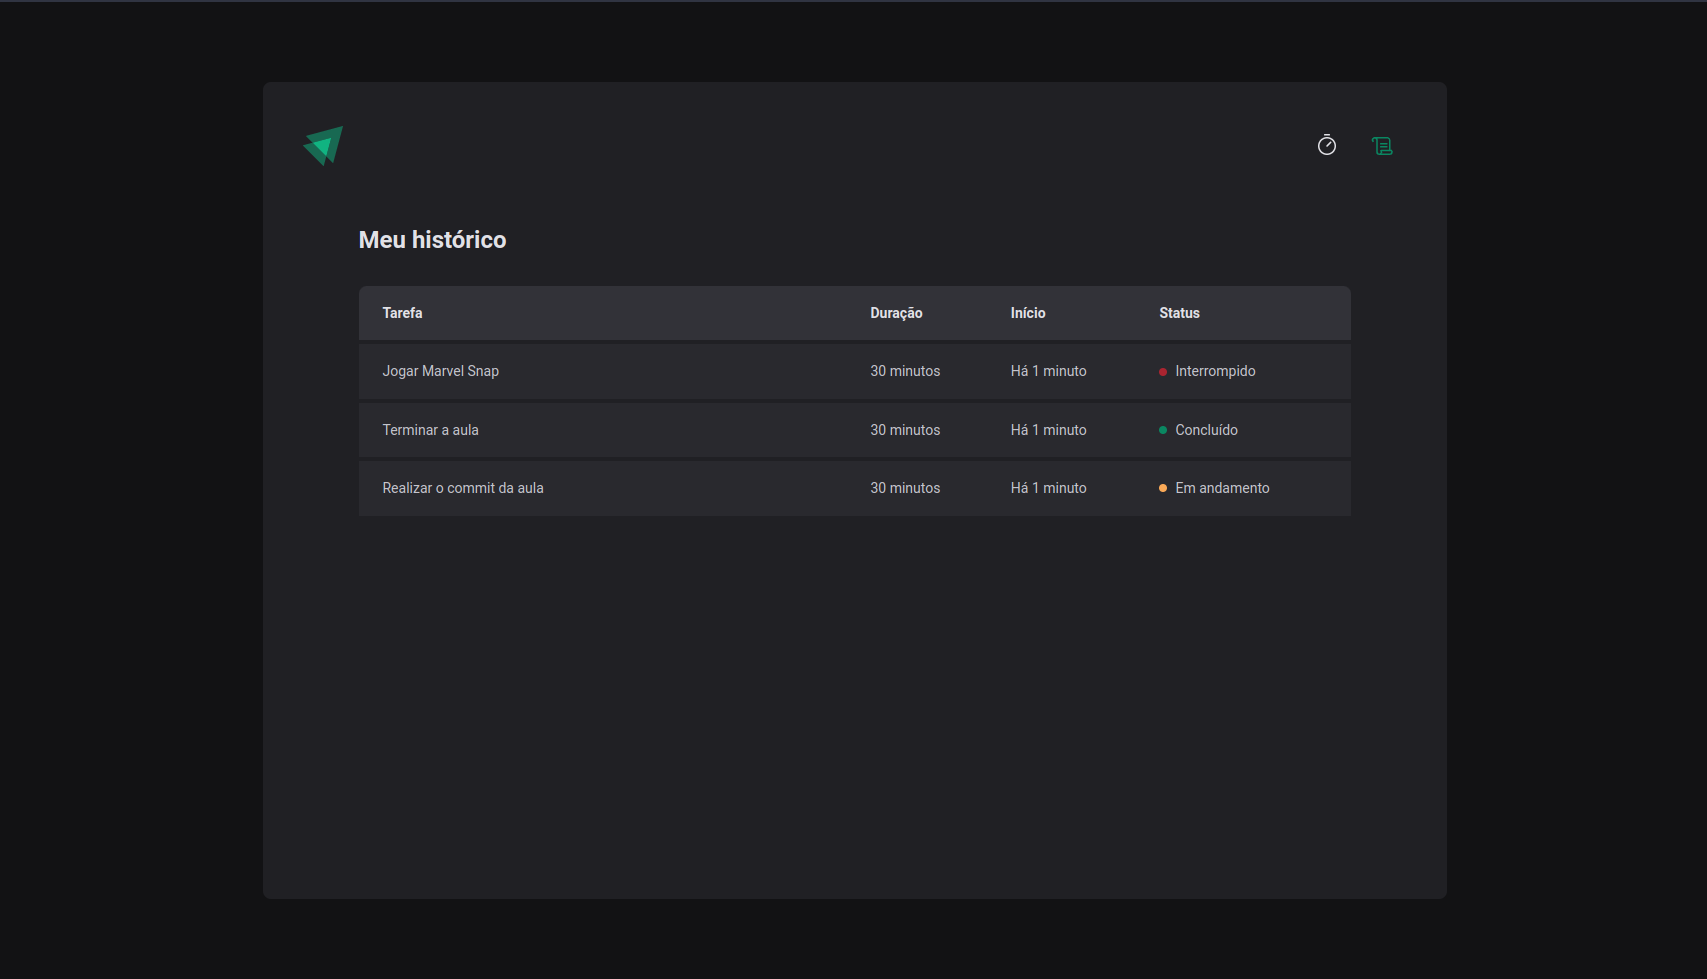 Meu histórico
Tarefa Duração Início Status
Jogar Marvel Snap 30 minutos Há 1 minuto Interrompido
Terminar a aula 30 minutos Há 1 minuto Concluído
Realizar o commit da aula 30 minutos Há 1 minuto Em andamento